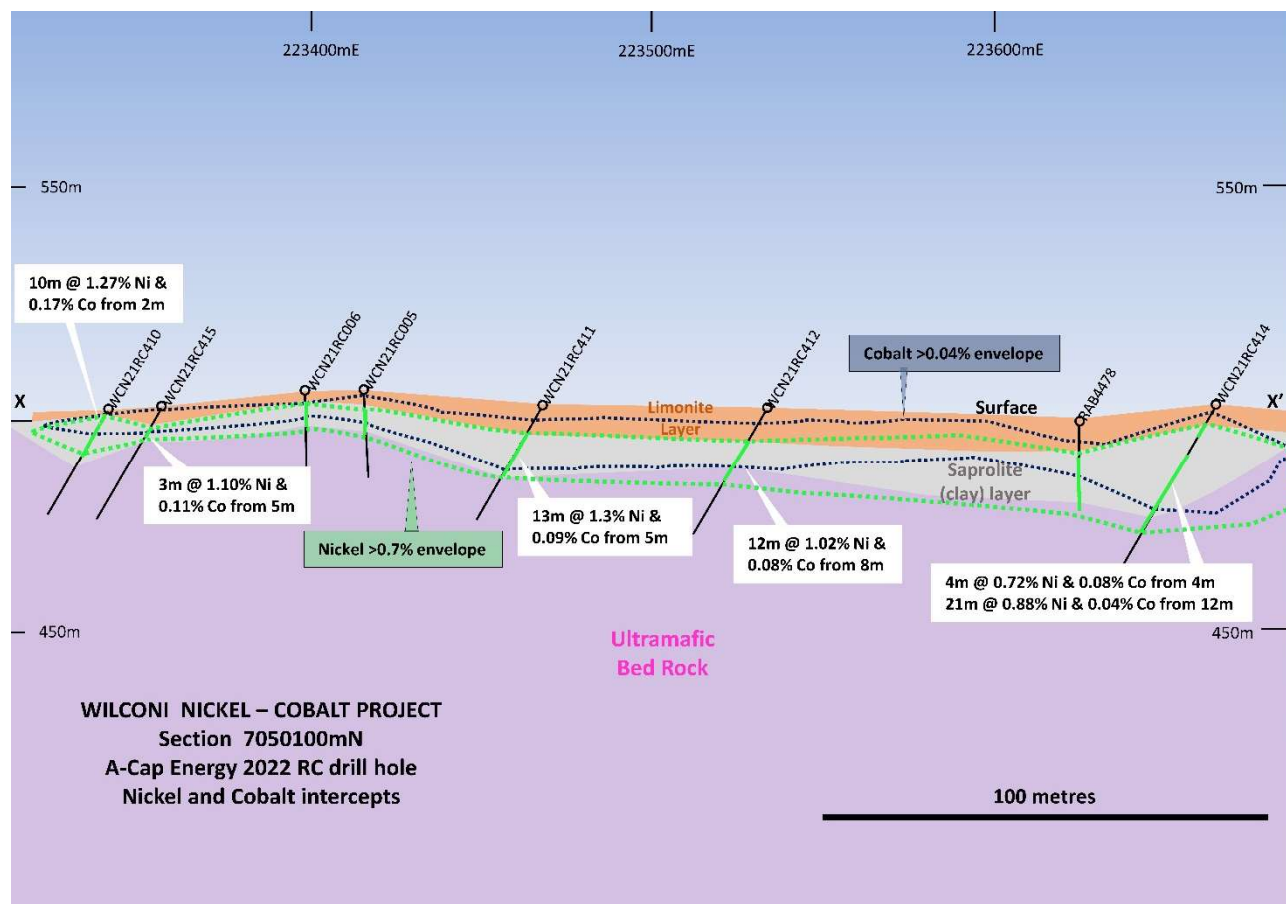 223400mE
223500mE
223600mE
550m
550m
10m @ 1.27% Ni &
0.17% Co from 2m
WCN21RC410
WCN21RC415
WCN21RC006
WCN21RC005
WCN21RC411
WCN21RC412
RAB4478
WCN21RC414
Cobalt >0.04% envelope
X
Limonite
Layer
Surface
X'
Saprolite
(clay) layer
3m @ 1.10% Ni &
0.11% Co from 5m
Nickel >0.7% envelope
13m @ 1.3% Ni &
0.09% Co from 5m
12m @ 1.02% Ni &
0.08% Co from 8m
4m @ 0.72% Ni & 0.08% Co from 4m
21m @ 0.88% Ni & 0.04% Co from 12m
450m
450m
Ultramafic
Bed Rock
WILCONI NICKEL – COBALT PROJECT
Section 7050100mN
A-Cap Energy 2022 RC drill hole
Nickel and Cobalt intercepts
100 metres